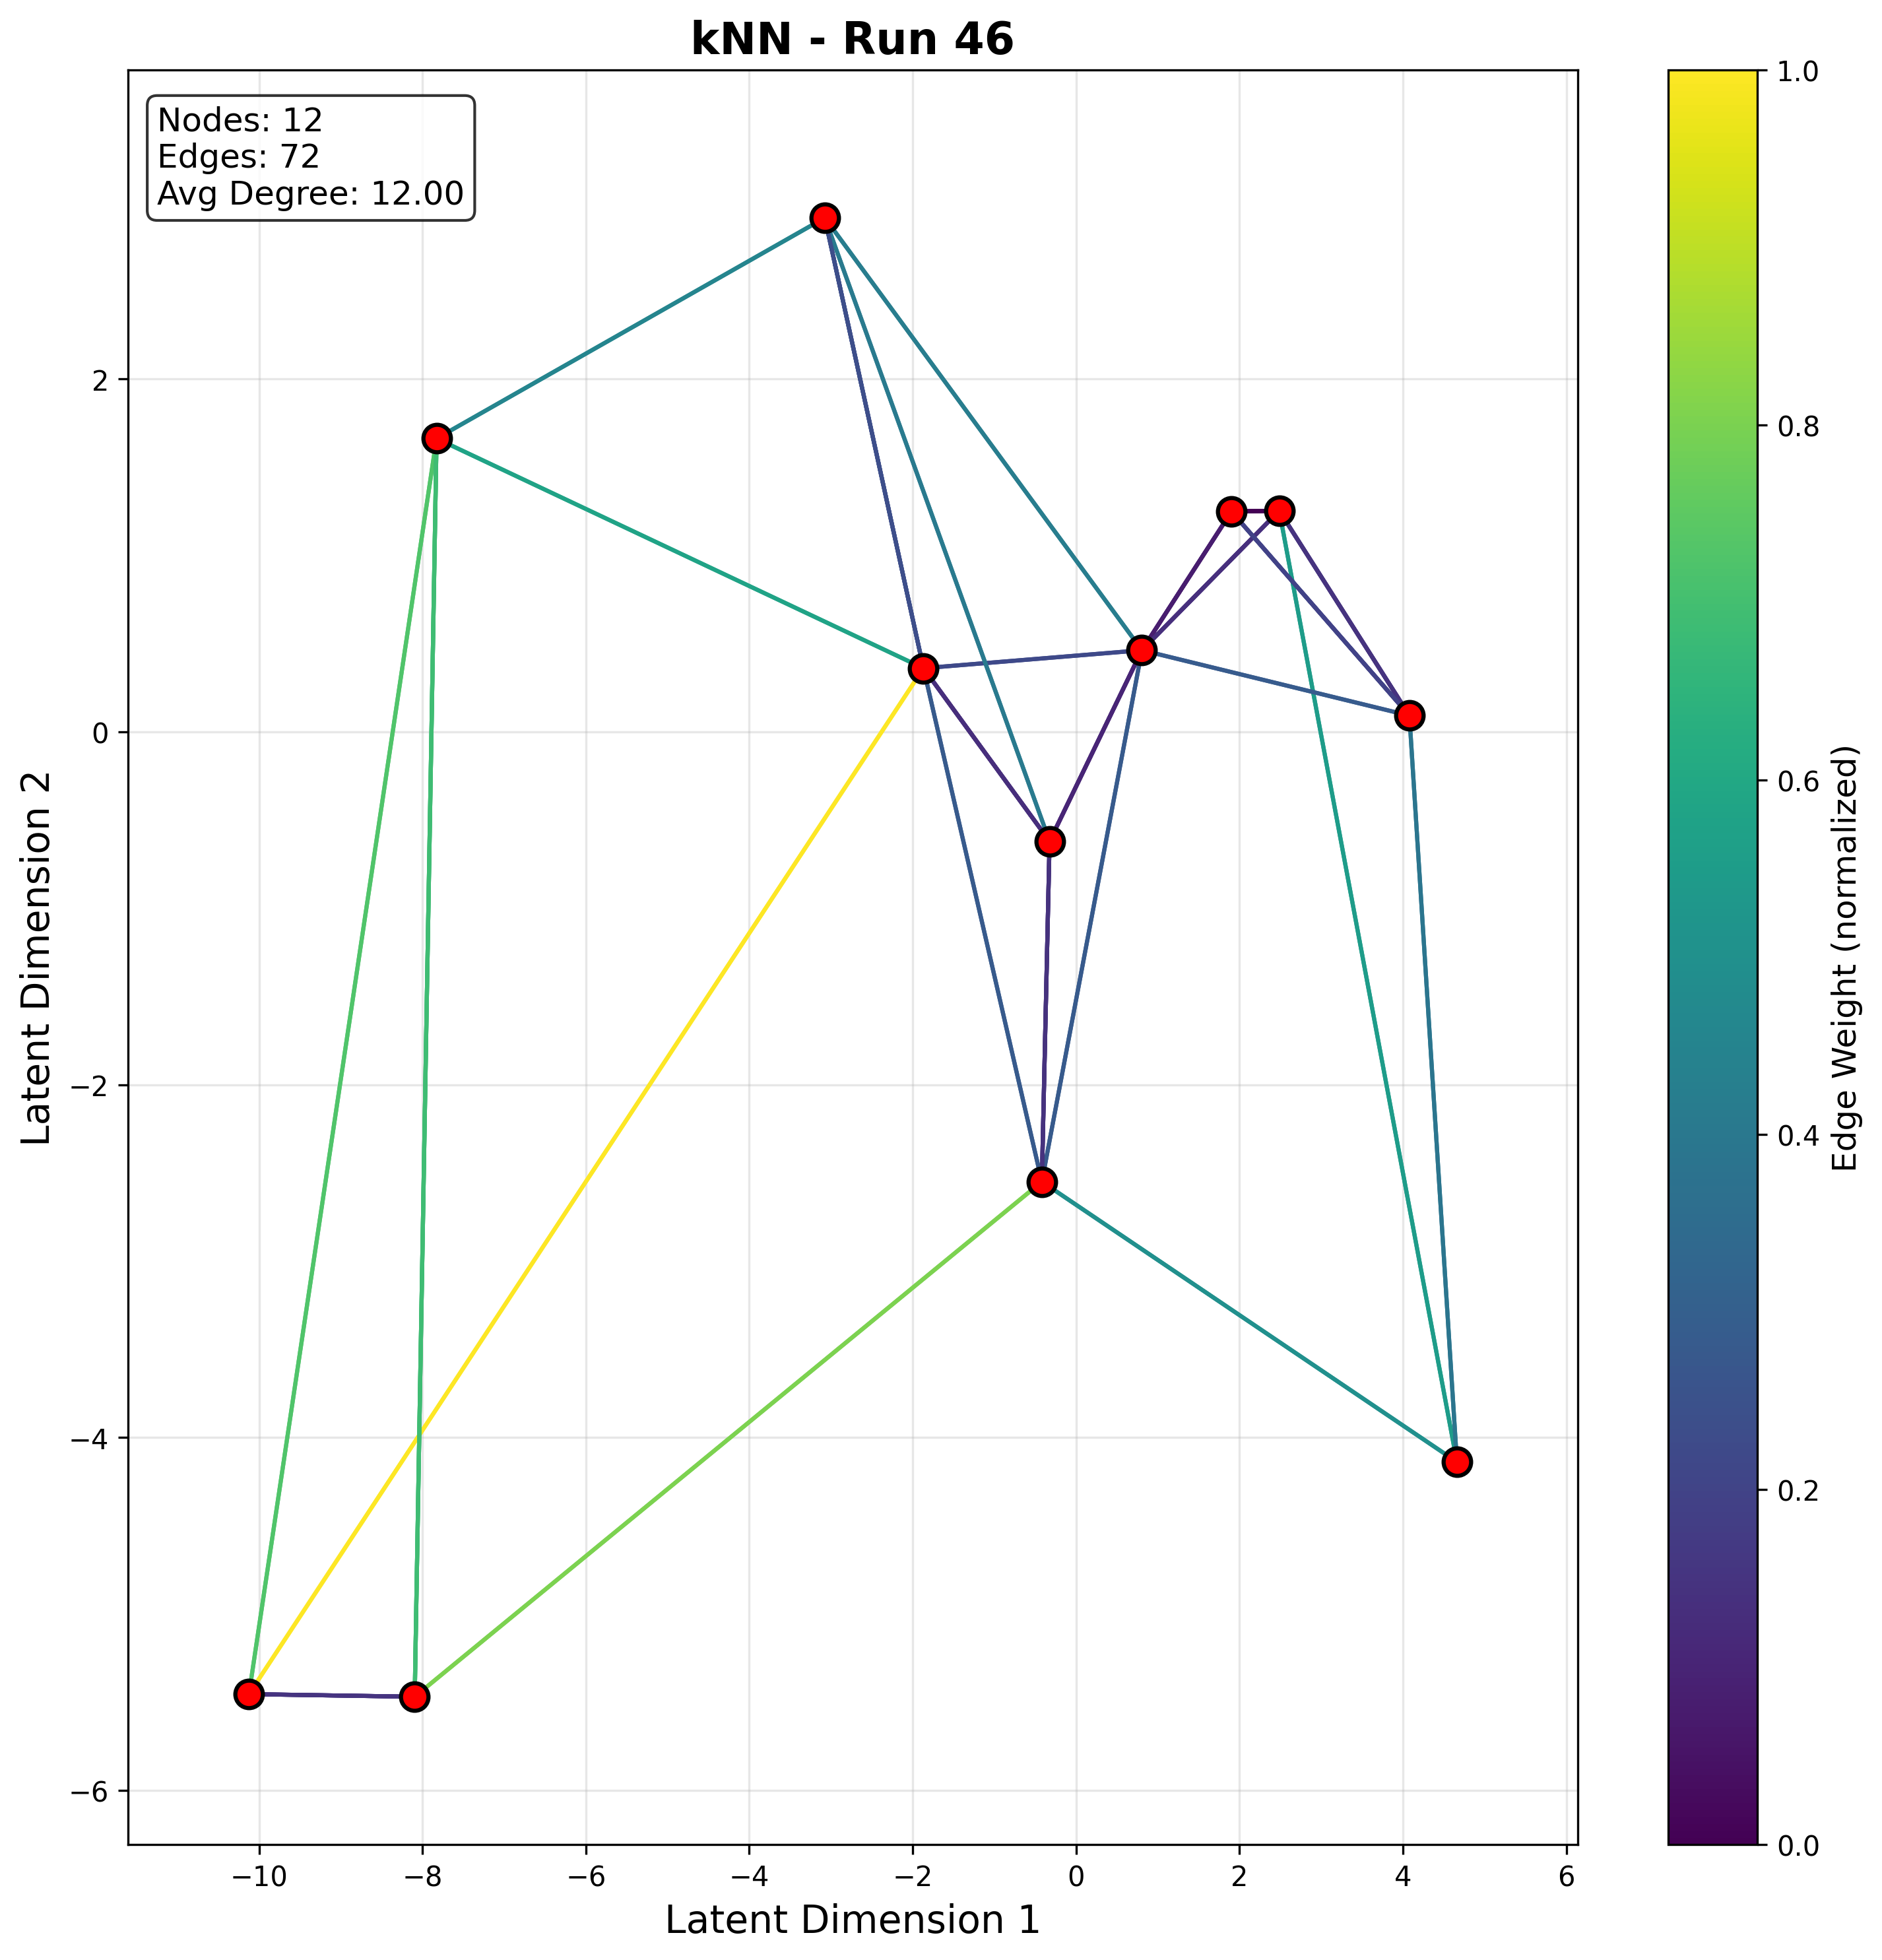 kNN - Run 46
Nodes: 12
Edges: 72
Avg Degree: 12.00
1.0
0.8
0.6
0.4
0.2
0.0
Edge Weight (normalized)
2
0
−2
−4
−6
Latent Dimension 2
−10
−8
−6
−4
−2
0
2
4
6
Latent Dimension 1